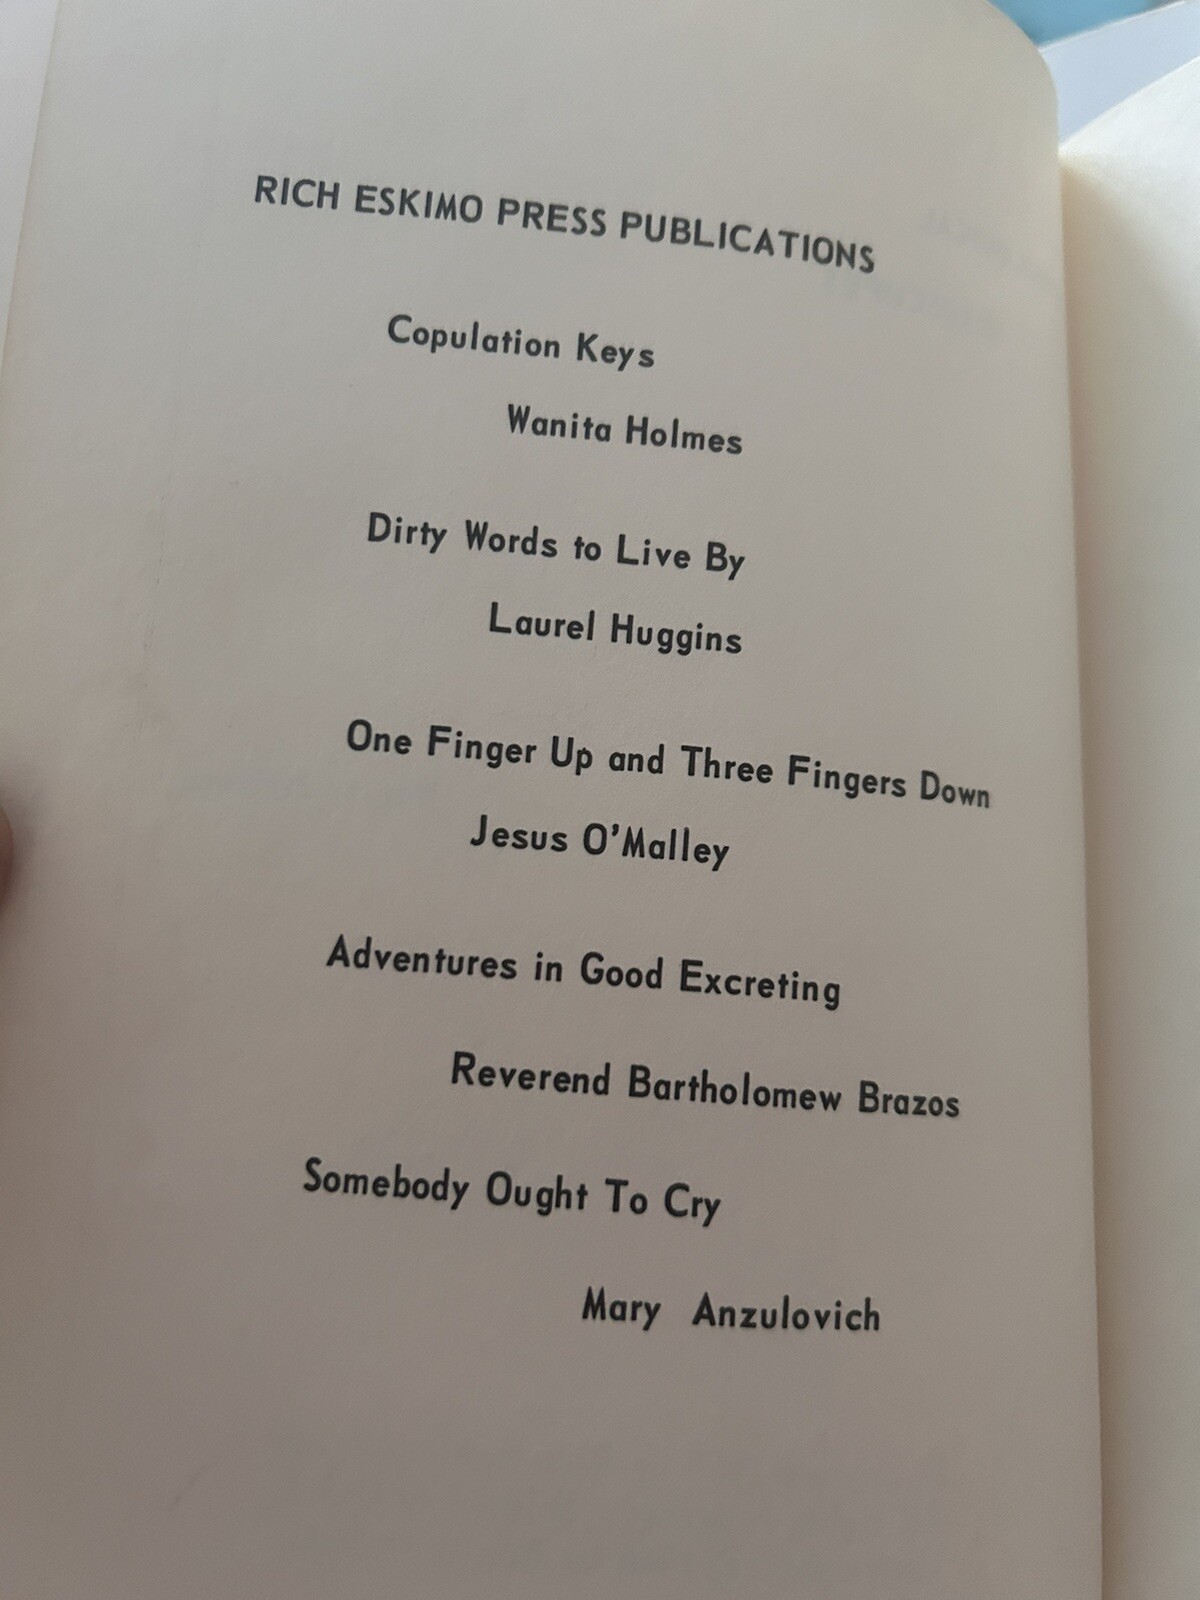 RICH ESKIMO PRESS PUBLICATIONS
Copulation Keys
Wanita Holmes
Dirty Words to Live By
Laurel Huggins
One Finger Up and Three Fingers Down
Jesus O'Malley
Adventures in Good Excreting
Reverend Bartholomew Brazos
Somebody Ought To Cry
Mary Anzulovich